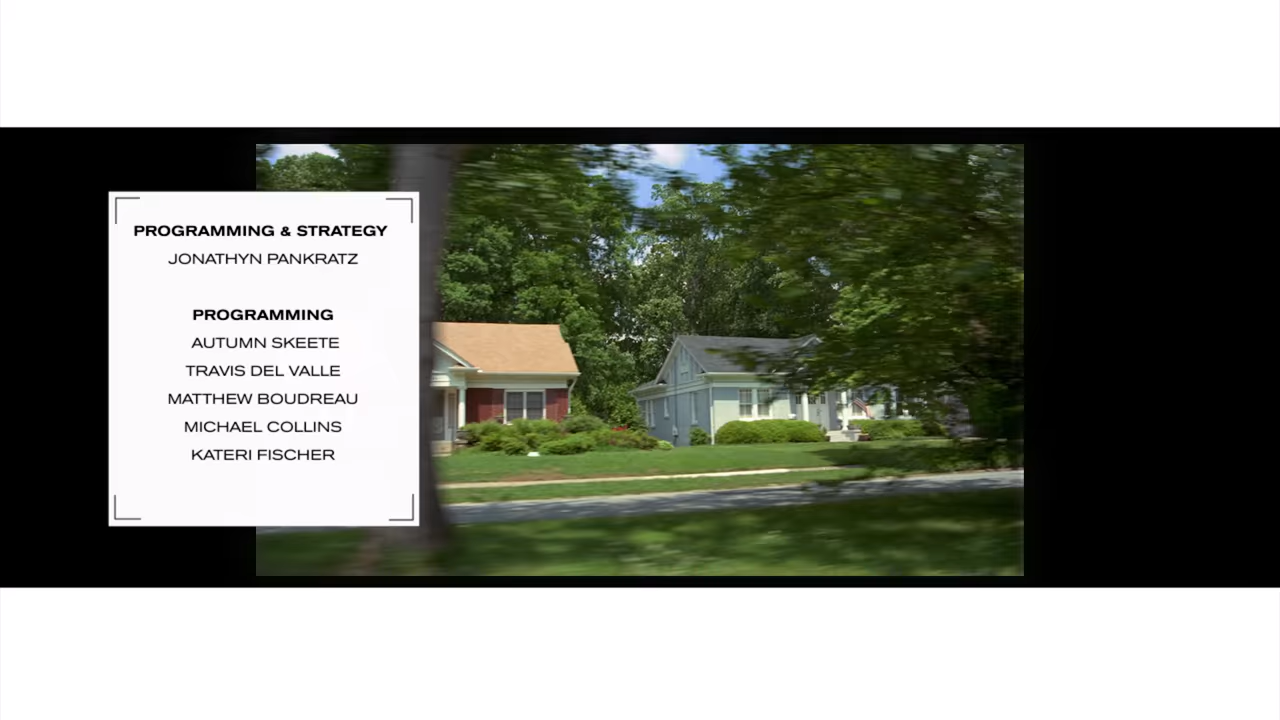 PROGRAMMING & STRATEGY
JONATHYN PANKRATZ
PROGRAMMING
AUTUMN SKEETE
TRAVIS DEL VALLE
MATTHEW BOUDREAU
MICHAEL COLLINS
KATERI FISCHER